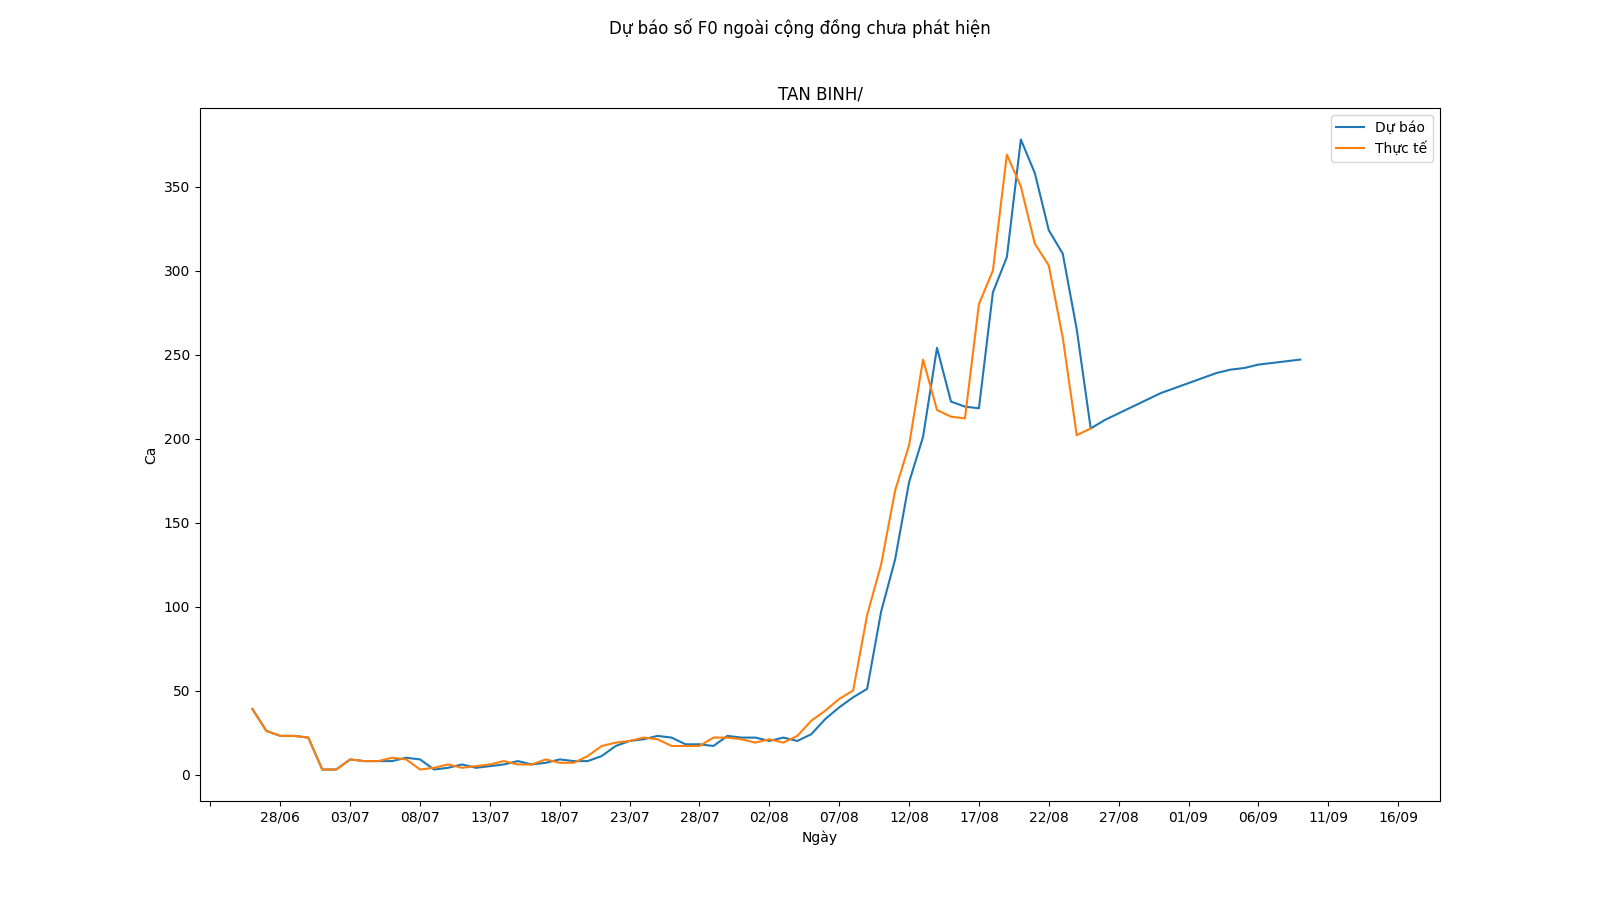 Dự báo số F0 ngoài cộng đồng chưa phát hiện
TAN BINH/
Dự báo
Thực tế
350
300
250
200
150
100
50
0
Ca
28/06 03/07 08/07 13/07 18/07 23/07 28/07 02/08 07/08 12/08 17/08 22/08 27/08 01/09 06/09 11/09 16/09
Ngày